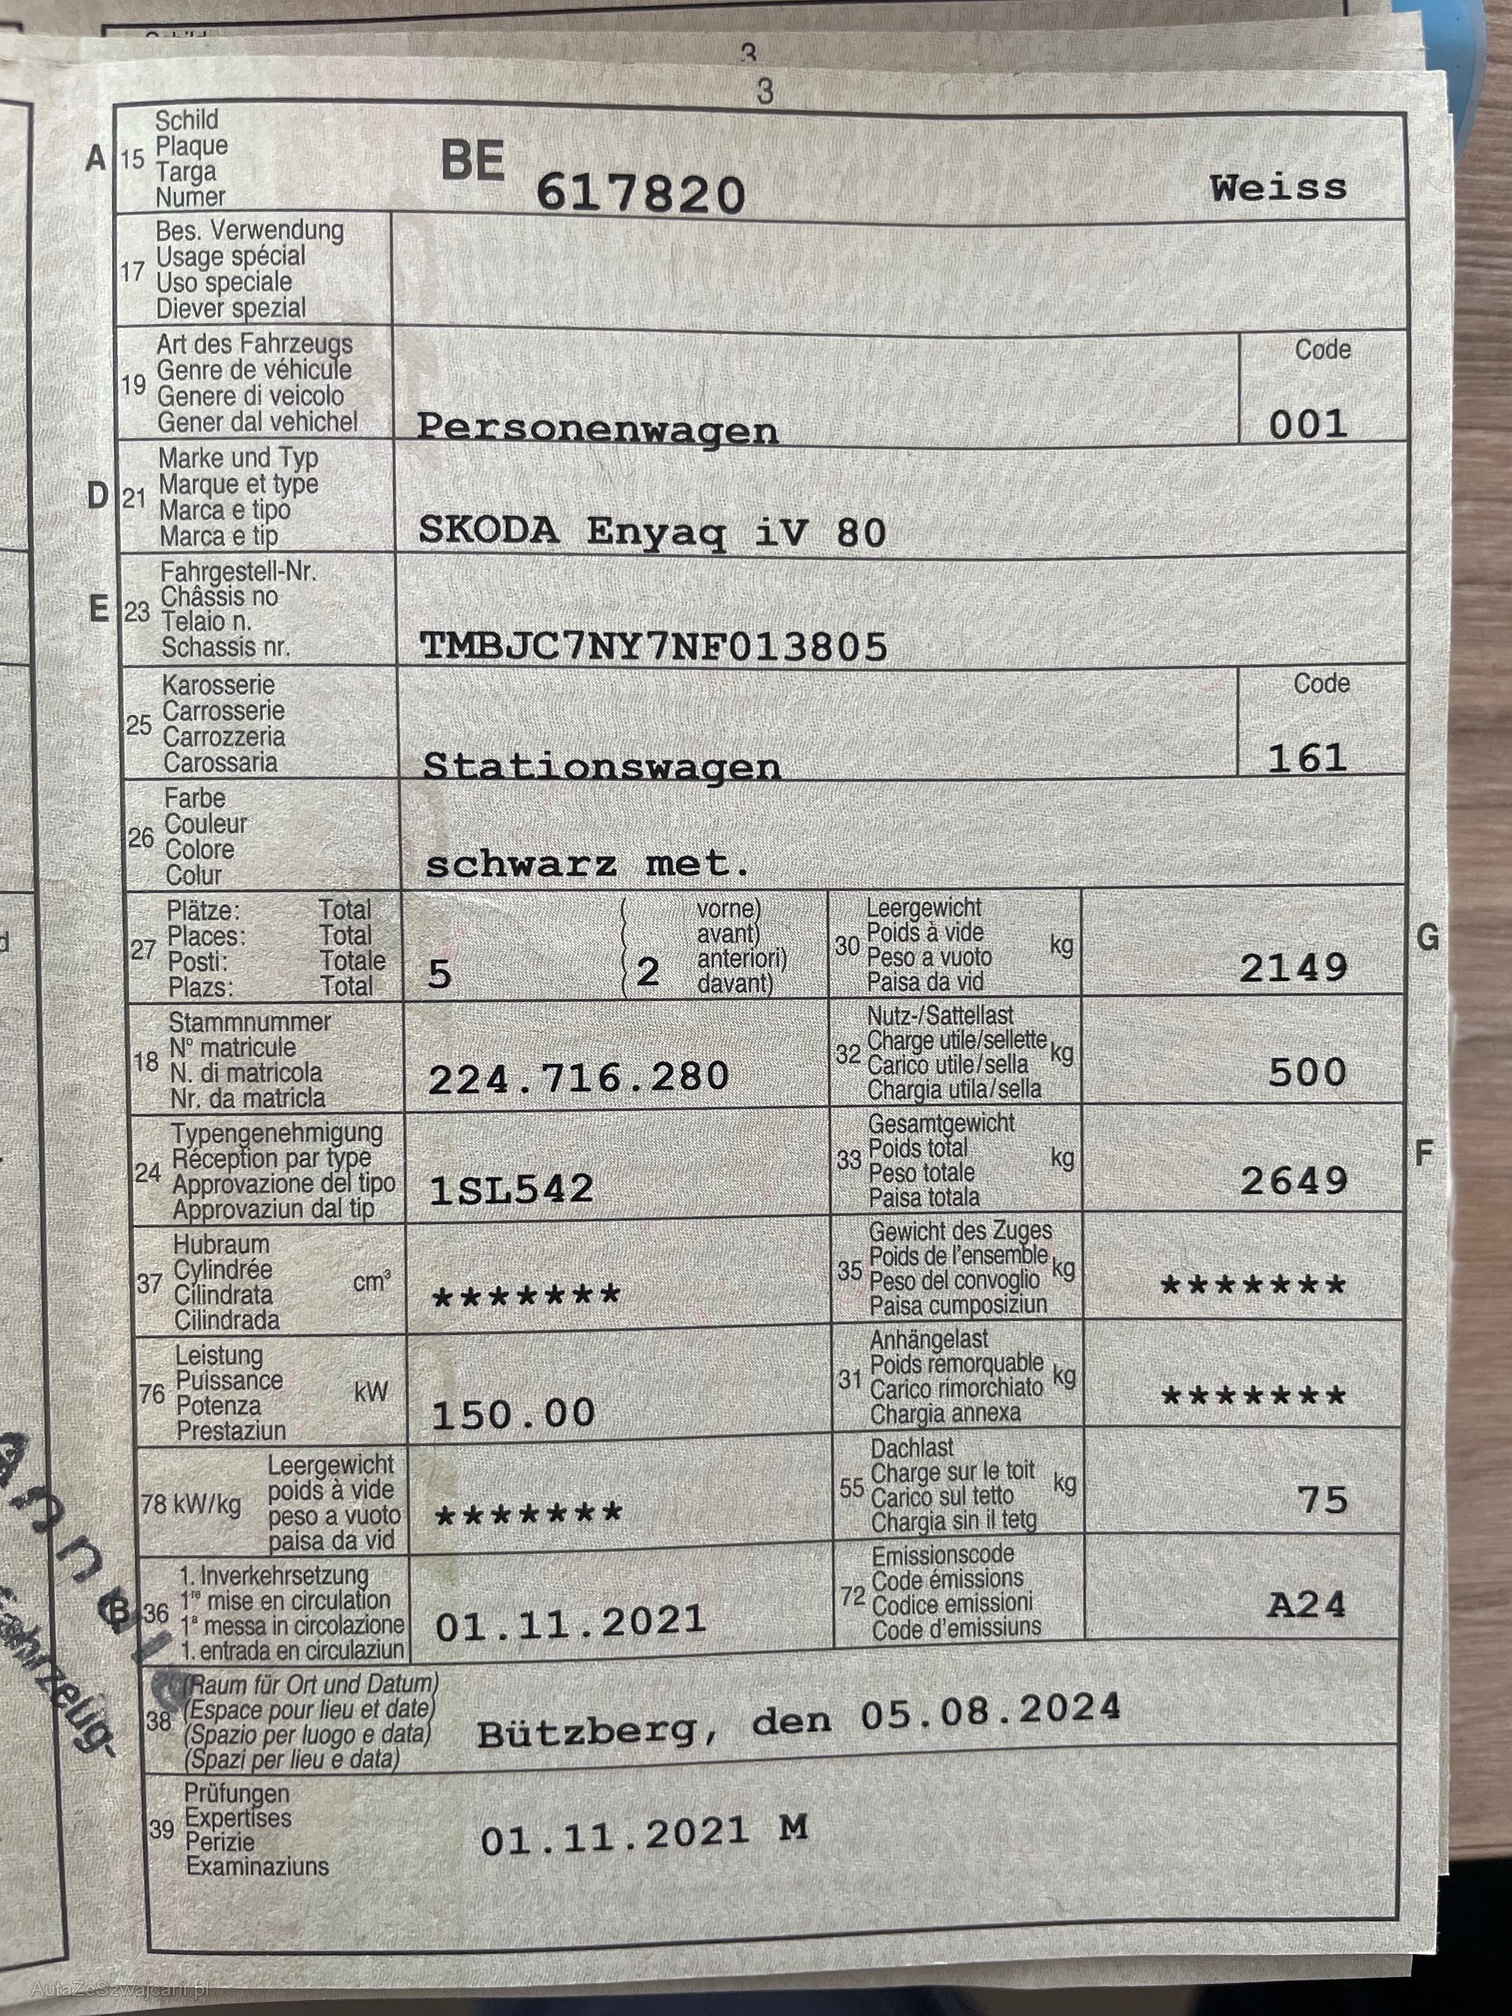 3
3
A
15
Schild
Plaque
Targa
Numer
BE
617820
Weiss
17
Bes. Verwendung
Usage spécial
Uso speciale
Diever spezial
19
Art des Fahrzeugs
Genre de véhicule
Genere di veicolo
Gener dal vehichel
Personenwagen
Code
001
D
21
Marke und Typ
Marque et type
Marca e tipo
Marca e tip
SKODA Enyaq iV 80
E
23
Fahrgestell-Nr.
Châssis no
Telaio n.
Schassis nr.
TMBJC7NY7NF013805
25
Karosserie
Carrosserie
Carrozzeria
Carossaria
Stationswagen
Code
161
26
Farbe
Couleur
Colore
Colur
schwarz met.
27
Plätze: Total
Places: Total
Posti: Totale
Plazs: Total
5
2
vorne)
avant)
anteriori)
davant)
30
Leergewicht
Poids à vide
Peso a vuoto
Paisa da vid
kg
2149
G
18
Stammnummer
N° matricule
N. di matricola
Nr. da matricla
224.716.280
32
Nutz-/Sattellast
Charge utile/sellette
Carico utile/sella
Chargia utila/sella
kg
500
24
Typengenehmigung
Réception par type
Approvazione del tipo
Approvaziun dal tip
1SL542
33
Gesamtgewicht
Poids total
Peso totale
Paisa totala
kg
2649
F
37
Hubraum
Cylindrée
Cilindrata
Cilindrada
cm³
*******
35
Gewicht des Zuges
Poids de l'ensemble
Peso del convoglio
Paisa cumposiziun
kg
*******
76
Leistung
Puissance
Potenza
Prestaziun
kW
150.00
31
Anhängelast
Poids remorquable
Carico rimorchiato
Chargia annexa
kg
*******
78 kW/kg
Leergewicht
poids à vide
peso a vuoto
paisa da vid
*******
55
Dachlast
Charge sur le toit
Carico sul tetto
Chargia sin il tetg
kg
75
B
36
1. Inverkehrsetzung
1re mise en circulation
1a messa in circolazione
1. entrada en circulaziun
01.11.2021
72
Emissionscode
Code émissions
Codice emissioni
Code d'emissiuns
A24
38
(Raum für Ort und Datum)
(Espace pour lieu et date)
(Spazio per luogo e data)
(Spazi per lieu e data)
Bützberg, den 05.08.2024
39
Prüfungen
Expertises
Perizie
Examinaziuns
01.11.2021 M
AutaZeSzwajcarii.pl